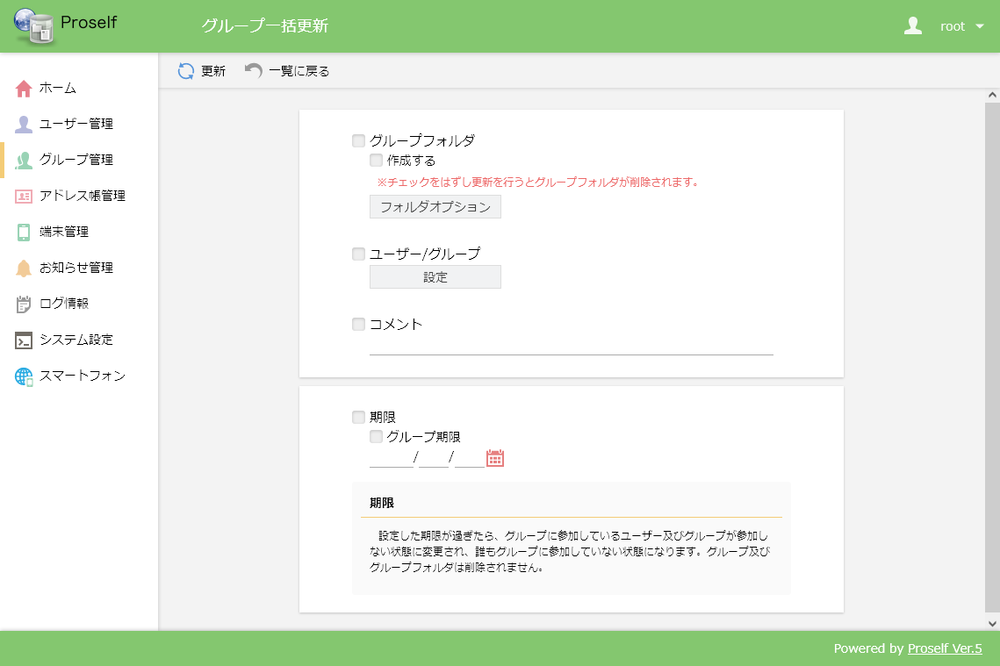 Proself
グループ一括更新
root
更新
一覧に戻る
ホーム
ユーザー管理
グループ管理
アドレス帳管理
端末管理
お知らせ管理
ログ情報
システム設定
スマートフォン
グループフォルダ
作成する
※チェックをはずし更新を行うとグループフォルダが削除されます。
フォルダオプション
ユーザー/グループ
設定
コメント
期限
グループ期限
/ /
期限
設定した期限が過ぎたら、グループに参加しているユーザー及びグループが参加し
ない状態に変更され、誰もグループに参加していない状態になります。グループ及び
グループフォルダは削除されません。
Powered by Proself Ver.5